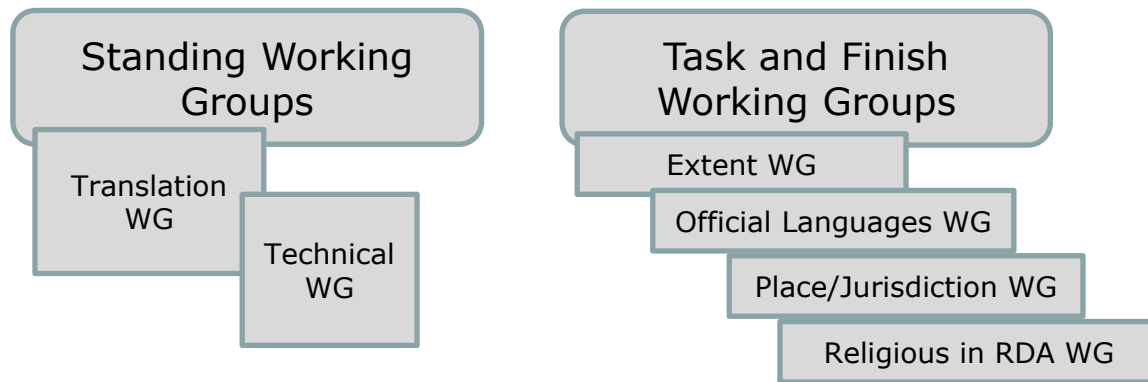 Standing Working
Groups
Translation
WG
Technical
WG
Task and Finish
Working Groups
Extent WG
Official Languages WG
Place/Jurisdiction WG
Religious in RDA WG